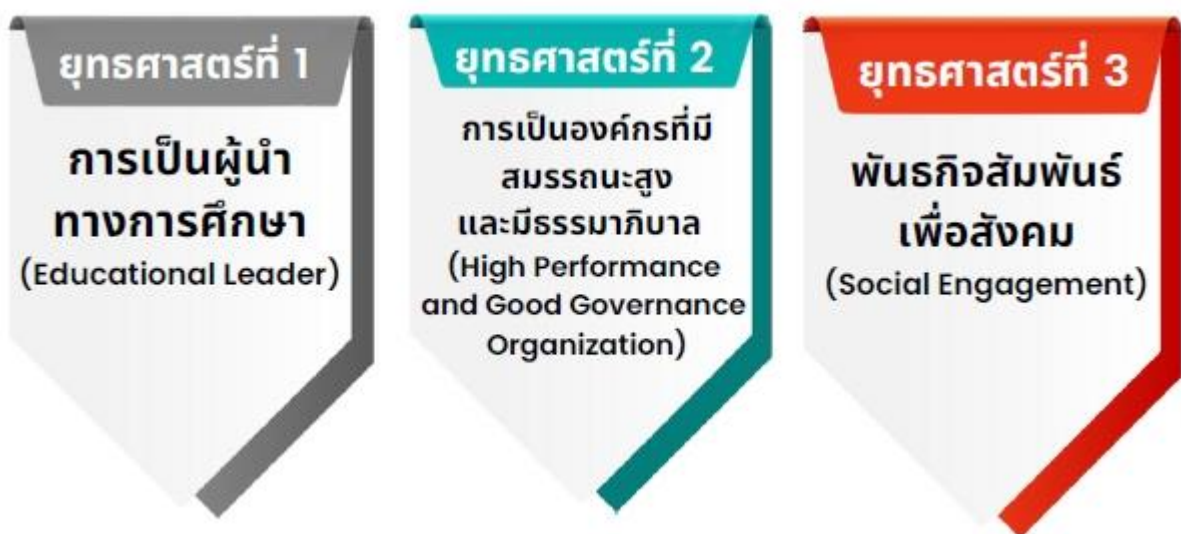 ยุทธศาสตร์ที่ 1
การเป็นผู้นำ
ทางการศึกษา
(Educational Leader)
ยุทธศาสตร์ที่ 2
การเป็นองค์กรที่มี
สมรรถนะสูง
และมีธรรมาภิบาล
(High Performance
and Good Governance
Organization)
ยุทธศาสตร์ที่ 3
พันธกิจสัมพันธ์
เพื่อสังคม
(Social Engagement)